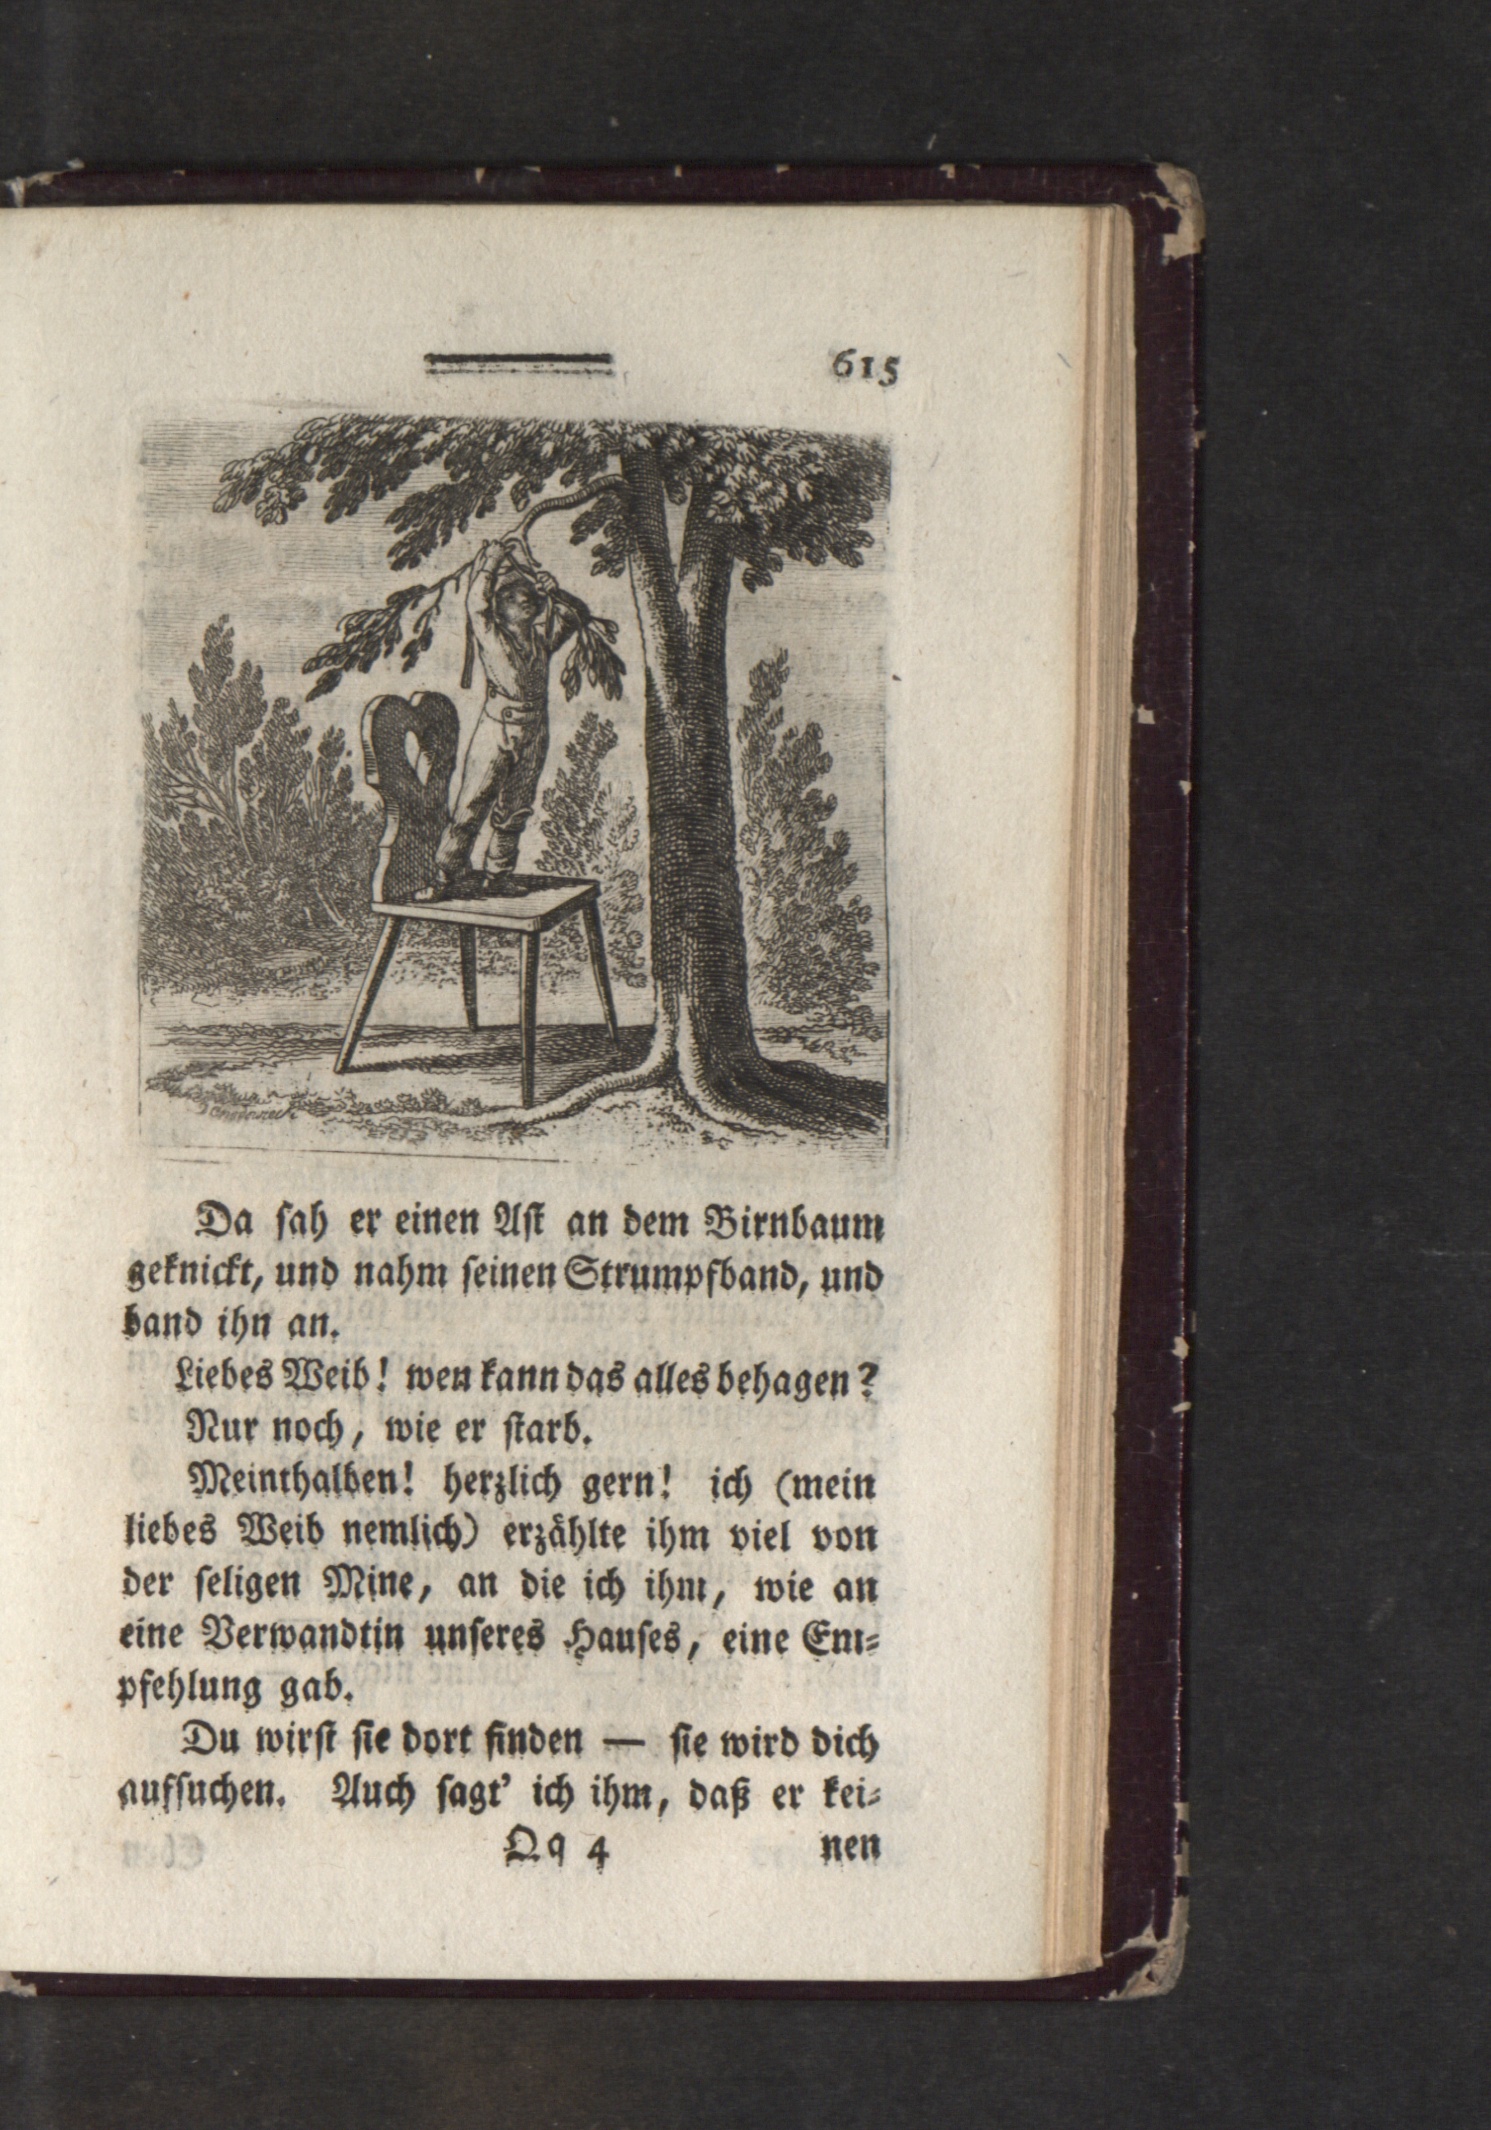 615
Da ſah er einen Aſt an dem Birnbaum
geknickt, und nahm ſeinen Strumpfband, und
band ihn an.
Liebes Weib! wen kann das alles behagen?
Nur noch, wie er ſtarb.
Meinthalben! herzlich gern! ich (mein
liebes Weib nemlich) erzählte ihm viel von
der ſeligen Mine, an die ich ihm, wie an
eine Verwandtin unſeres Hauſes, eine Em⸗
pfehlung gab.
Du wirſt ſie dort finden — ſie wird dich
aufſuchen. Auch ſagt' ich ihm, daß er kei⸗
Qq 4 nen